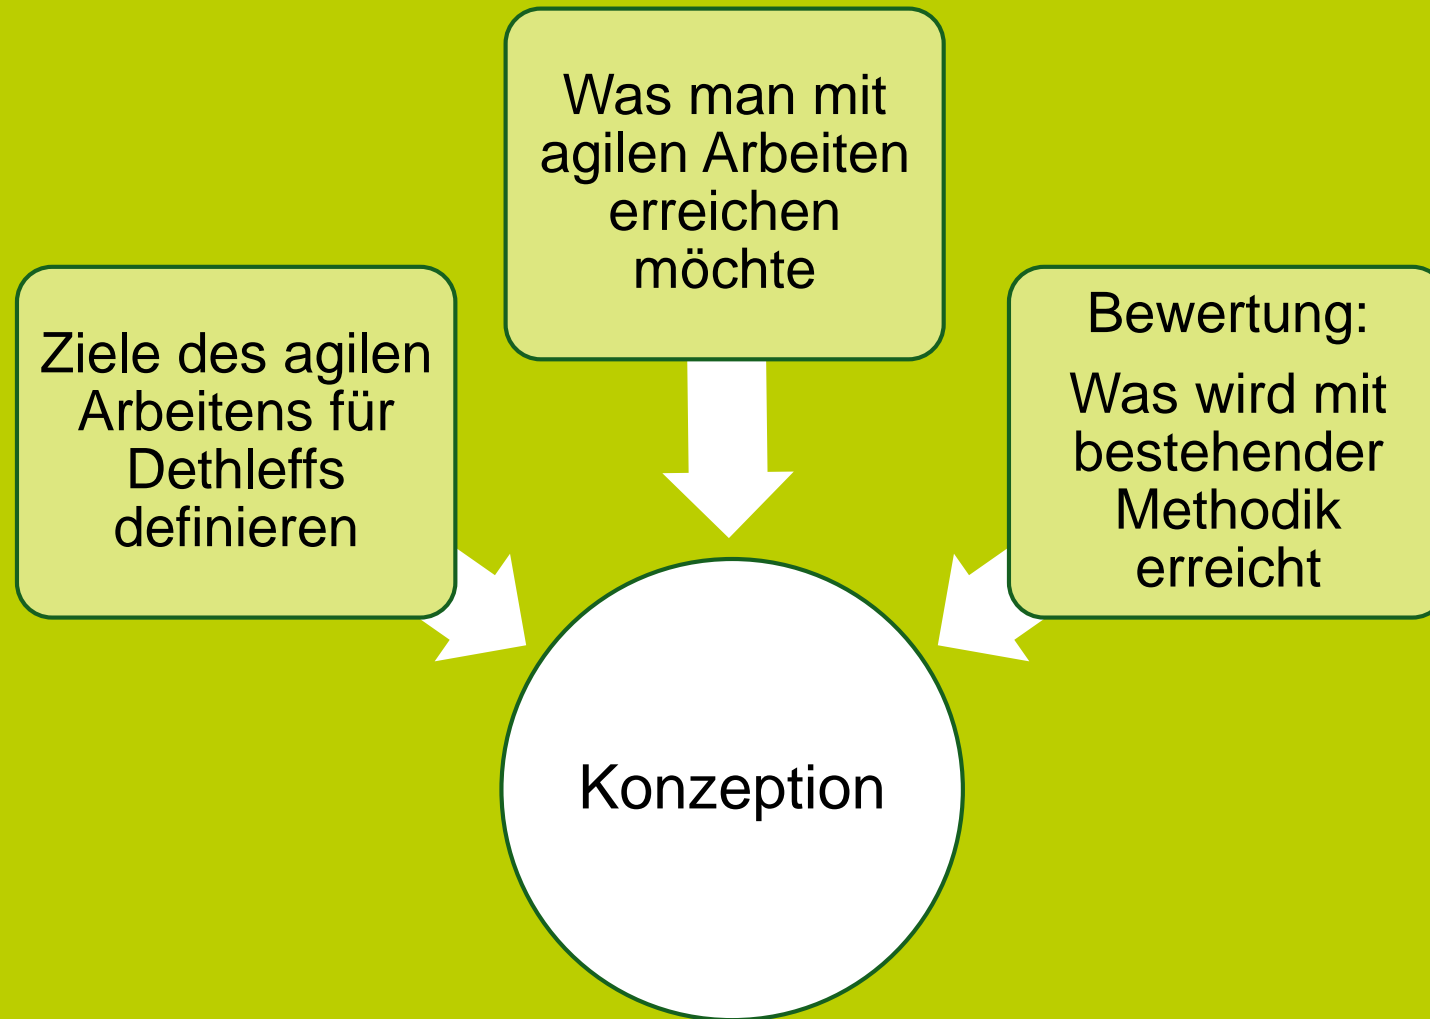 Was man mit
agilen Arbeiten
erreichen
möchte
Ziele des agilen
Arbeitens für
Dethleffs
definieren
Bewertung:
Was wird mit
bestehender
Methodik
erreicht
Konzeption